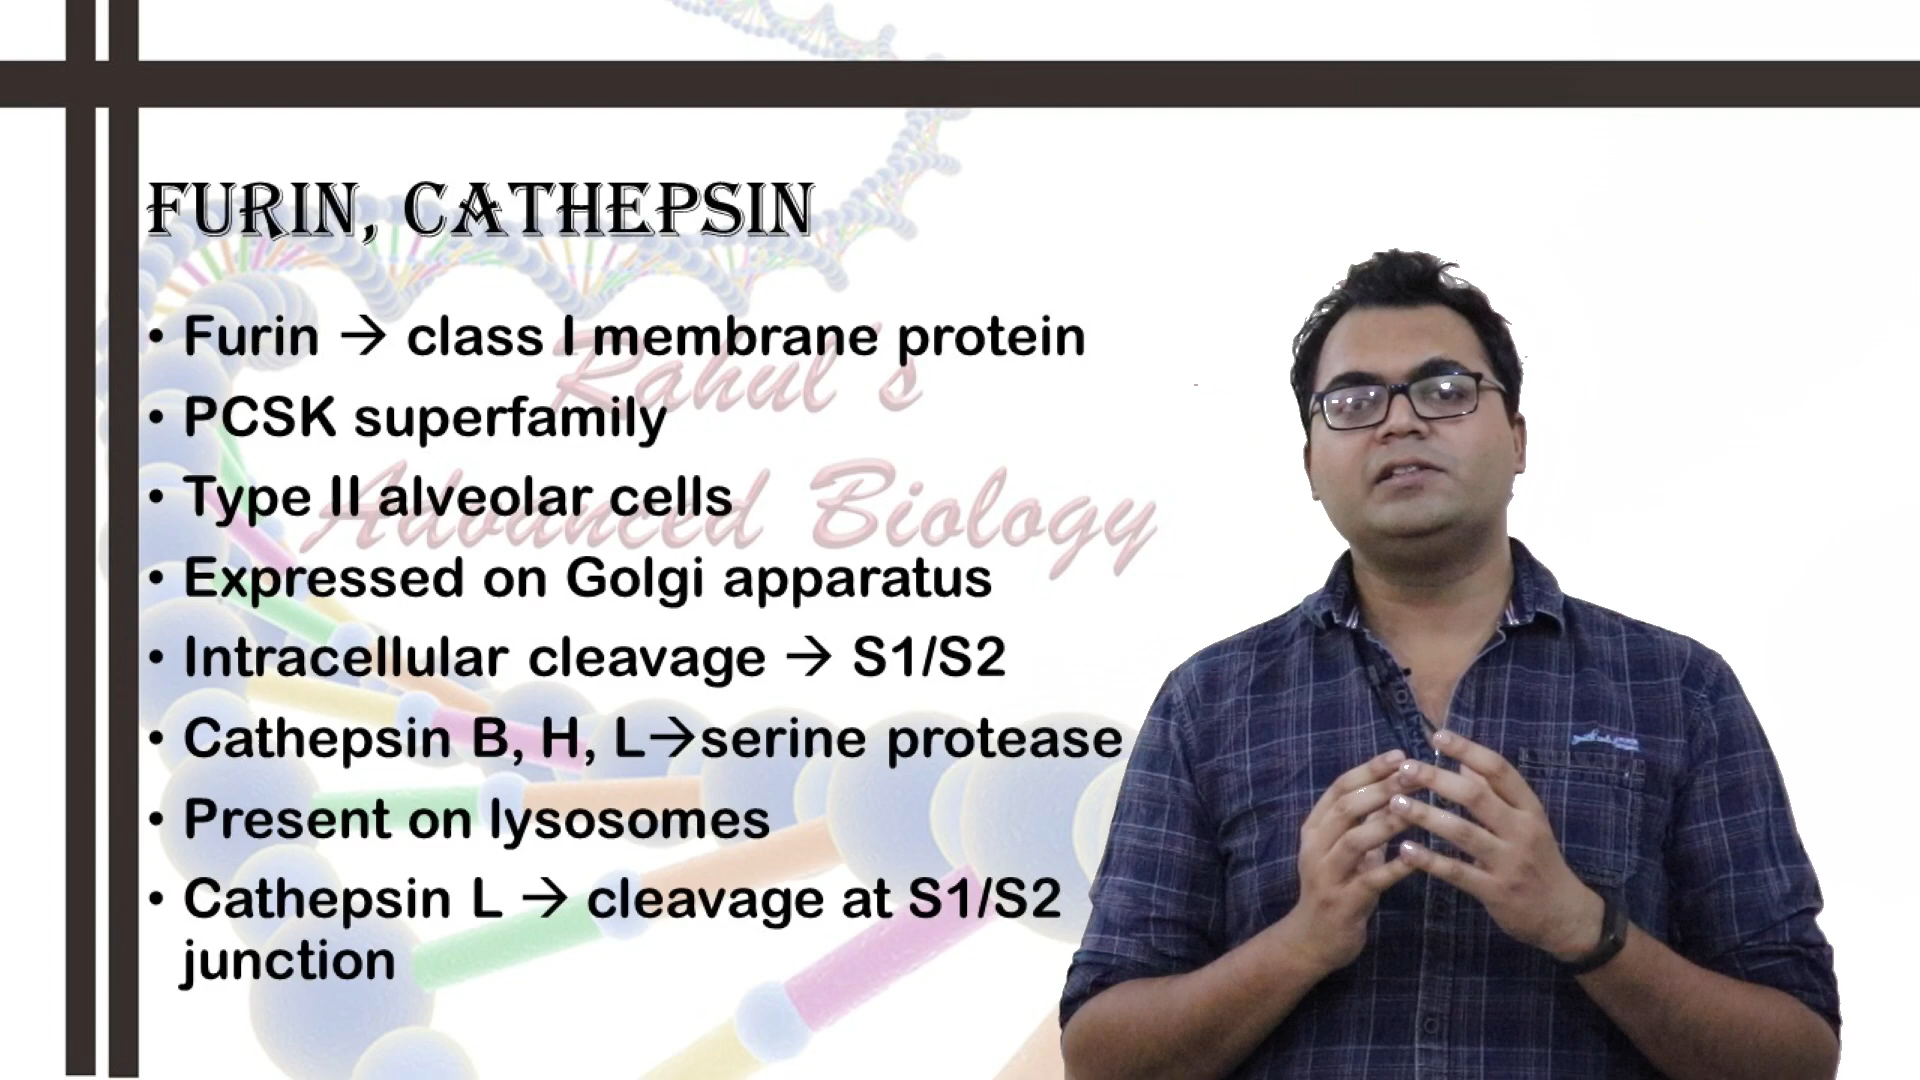 FURIN, CATHEPSIN
• Furin → class I membrane protein
• PCSK superfamily
• Type II alveolar cells
• Expressed on Golgi apparatus
• Intracellular cleavage → S1/S2
• Cathepsin B, H, L→serine protease
• Present on lysosomes
• Cathepsin L → cleavage at S1/S2
junction
Rahul's
Advanced Biology